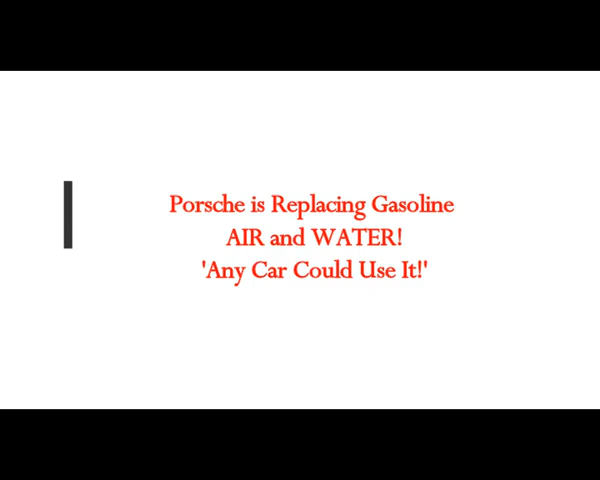 Porsche is Replacing Gasoline
AIR and WATER!
'Any Car Could Use It!'